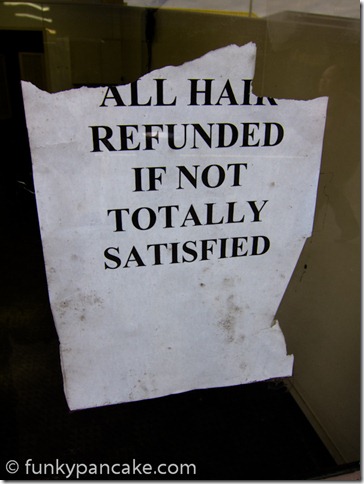 ALL HAIR
REFUNDED
IF NOT
TOTALLY
SATISFIED
© funkypancake.com